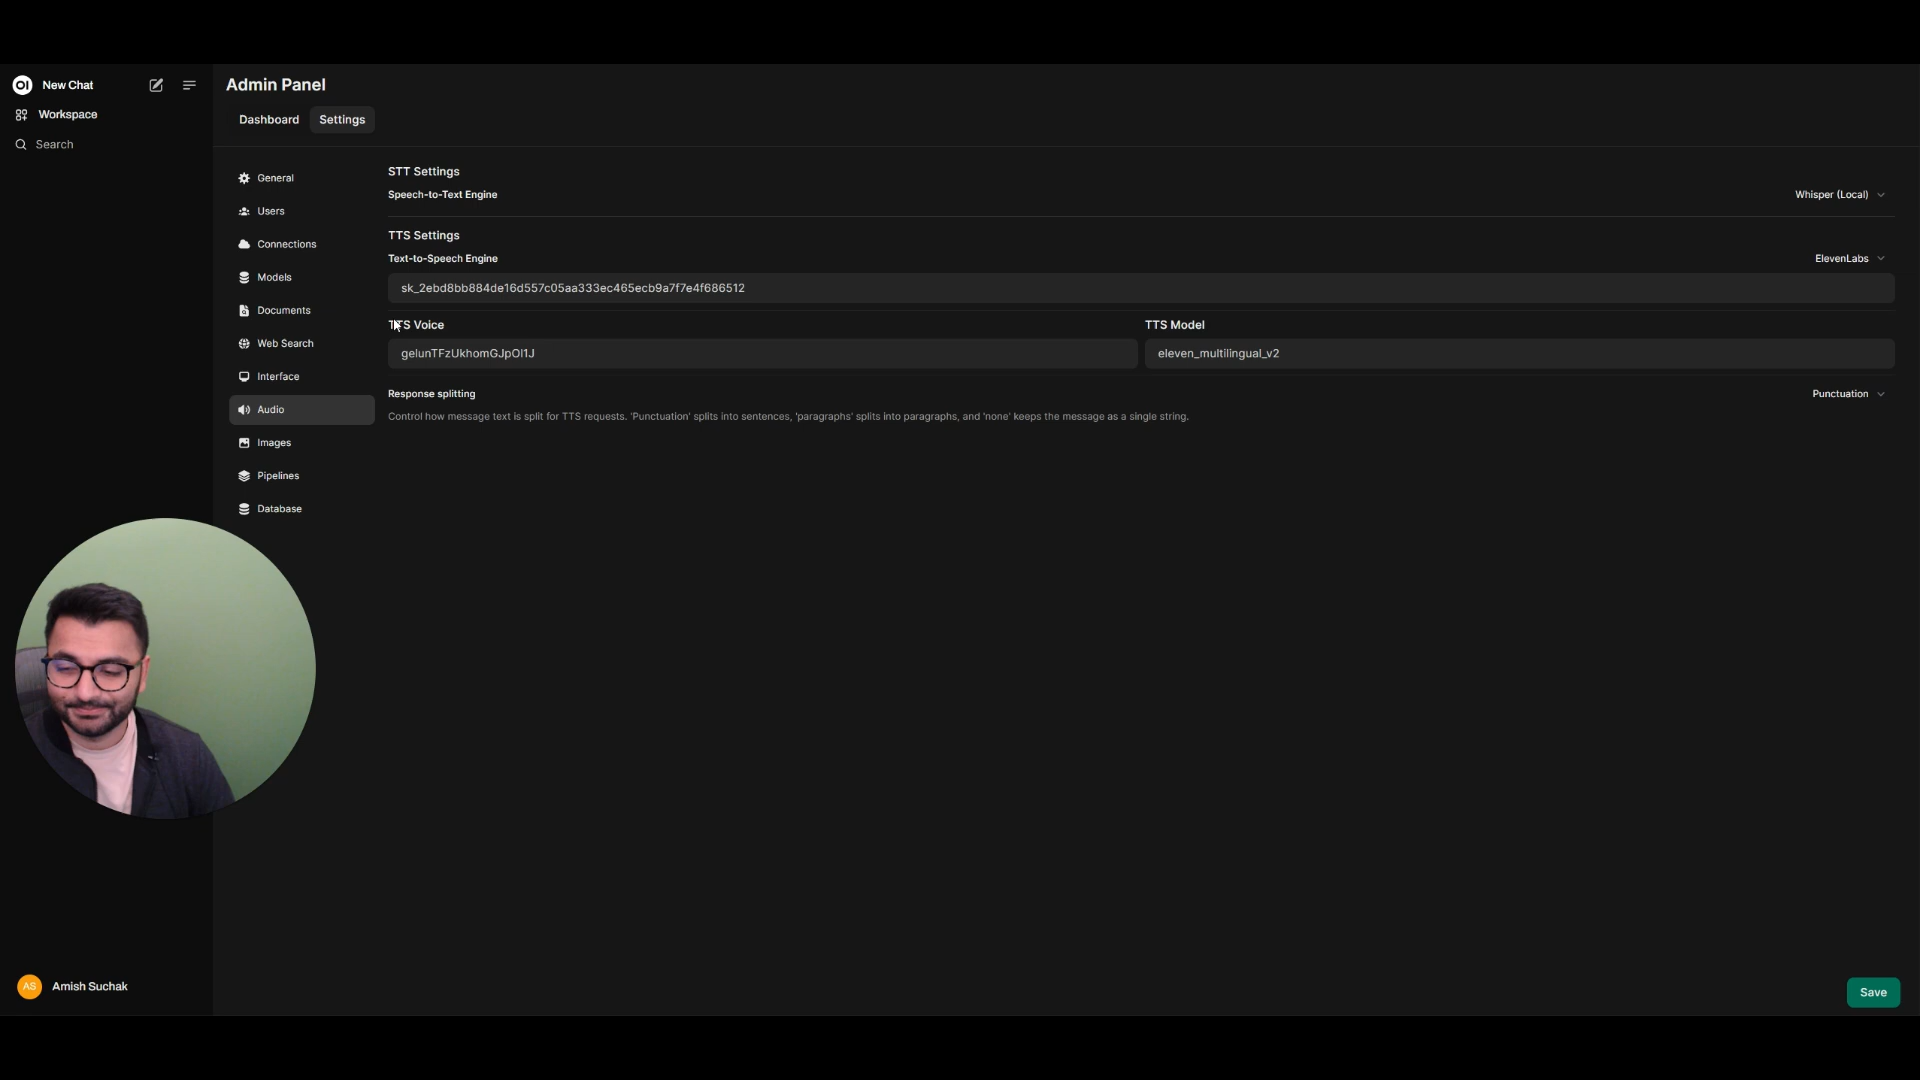 OI New Chat
Workspace
Search
Admin Panel
Dashboard Settings
General
Users
Connections
Models
Documents
Web Search
Interface
Audio
Images
Pipelines
Database
STT Settings
Speech-to-Text Engine Whisper (Local)
TTS Settings
Text-to-Speech Engine ElevenLabs
sk_2ebd8bb884de16d557c05aa333ec465ecb9a7f7e4f686512
TTS Voice TTS Model
gelunTFzUkhomGJpOI1J eleven_multilingual_v2
Response splitting Punctuation
Control how message text is split for TTS requests. 'Punctuation' splits into sentences, 'paragraphs' splits into paragraphs, and 'none' keeps the message as a single string.
AS Amish Suchak
Save